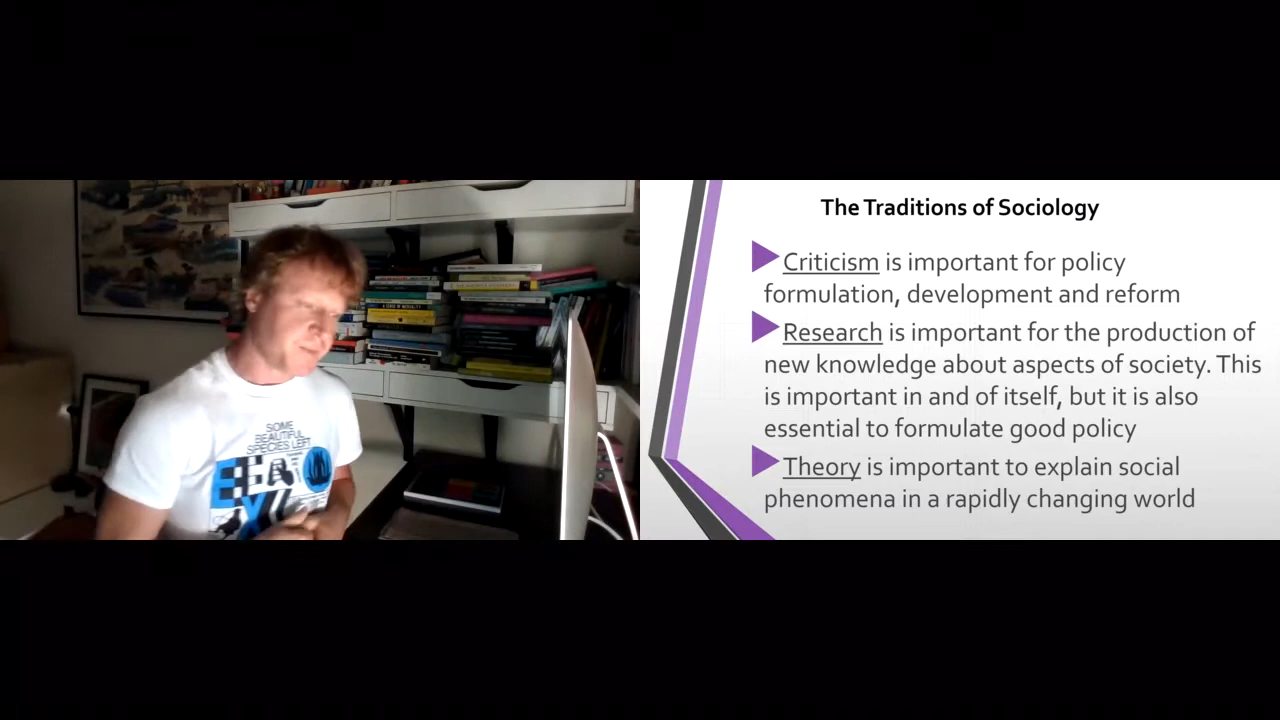 SOME
BEAUTIFUL
SPECIES LEFT
The Traditions of Sociology
Criticism is important for policy
formulation, development and reform
Research is important for the production of
new knowledge about aspects of society. This
is important in and of itself, but it is also
essential to formulate good policy
Theory is important to explain social
phenomena in a rapidly changing world